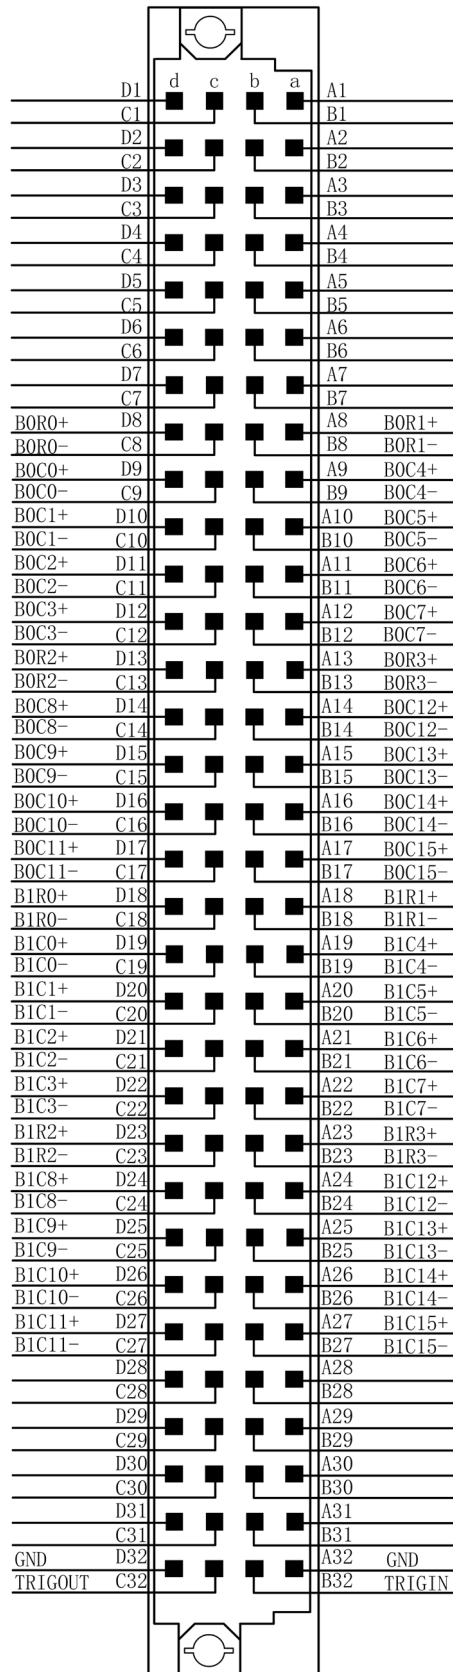 d c b a
D1 A1
C1 B1
D2 A2
C2 B2
D3 A3
C3 B3
D4 A4
C4 B4
D5 A5
C5 B5
D6 A6
C6 B6
D7 A7
C7 B7
B0R0+ D8 A8 B0R1+
B0R0- C8 B8 B0R1-
B0C0+ D9 A9 B0C4+
B0C0- C9 B9 B0C4-
B0C1+ D10 A10 B0C5+
B0C1- C10 B10 B0C5-
B0C2+ D11 A11 B0C6+
B0C2- C11 B11 B0C6-
B0C3+ D12 A12 B0C7+
B0C3- C12 B12 B0C7-
B0R2+ D13 A13 B0R3+
B0R2- C13 B13 B0R3-
B0C8+ D14 A14 B0C12+
B0C8- C14 B14 B0C12-
B0C9+ D15 A15 B0C13+
B0C9- C15 B15 B0C13-
B0C10+ D16 A16 B0C14+
B0C10- C16 B16 B0C14-
B0C11+ D17 A17 B0C15+
B0C11- C17 B17 B0C15-
B1R0+ D18 A18 B1R1+
B1R0- C18 B18 B1R1-
B1C0+ D19 A19 B1C4+
B1C0- C19 B19 B1C4-
B1C1+ D20 A20 B1C5+
B1C1- C20 B20 B1C5-
B1C2+ D21 A21 B1C6+
B1C2- C21 B21 B1C6-
B1C3+ D22 A22 B1C7+
B1C3- C22 B22 B1C7-
B1R2+ D23 A23 B1R3+
B1R2- C23 B23 B1R3-
B1C8+ D24 A24 B1C12+
B1C8- C24 B24 B1C12-
B1C9+ D25 A25 B1C13+
B1C9- C25 B25 B1C13-
B1C10+ D26 A26 B1C14+
B1C10- C26 B26 B1C14-
B1C11+ D27 A27 B1C15+
B1C11- C27 B27 B1C15-
D28 A28
C28 B28
D29 A29
C29 B29
D30 A30
C30 B30
D31 A31
C31 B31
GND D32 A32 GND
TRIGOUT C32 B32 TRIGIN